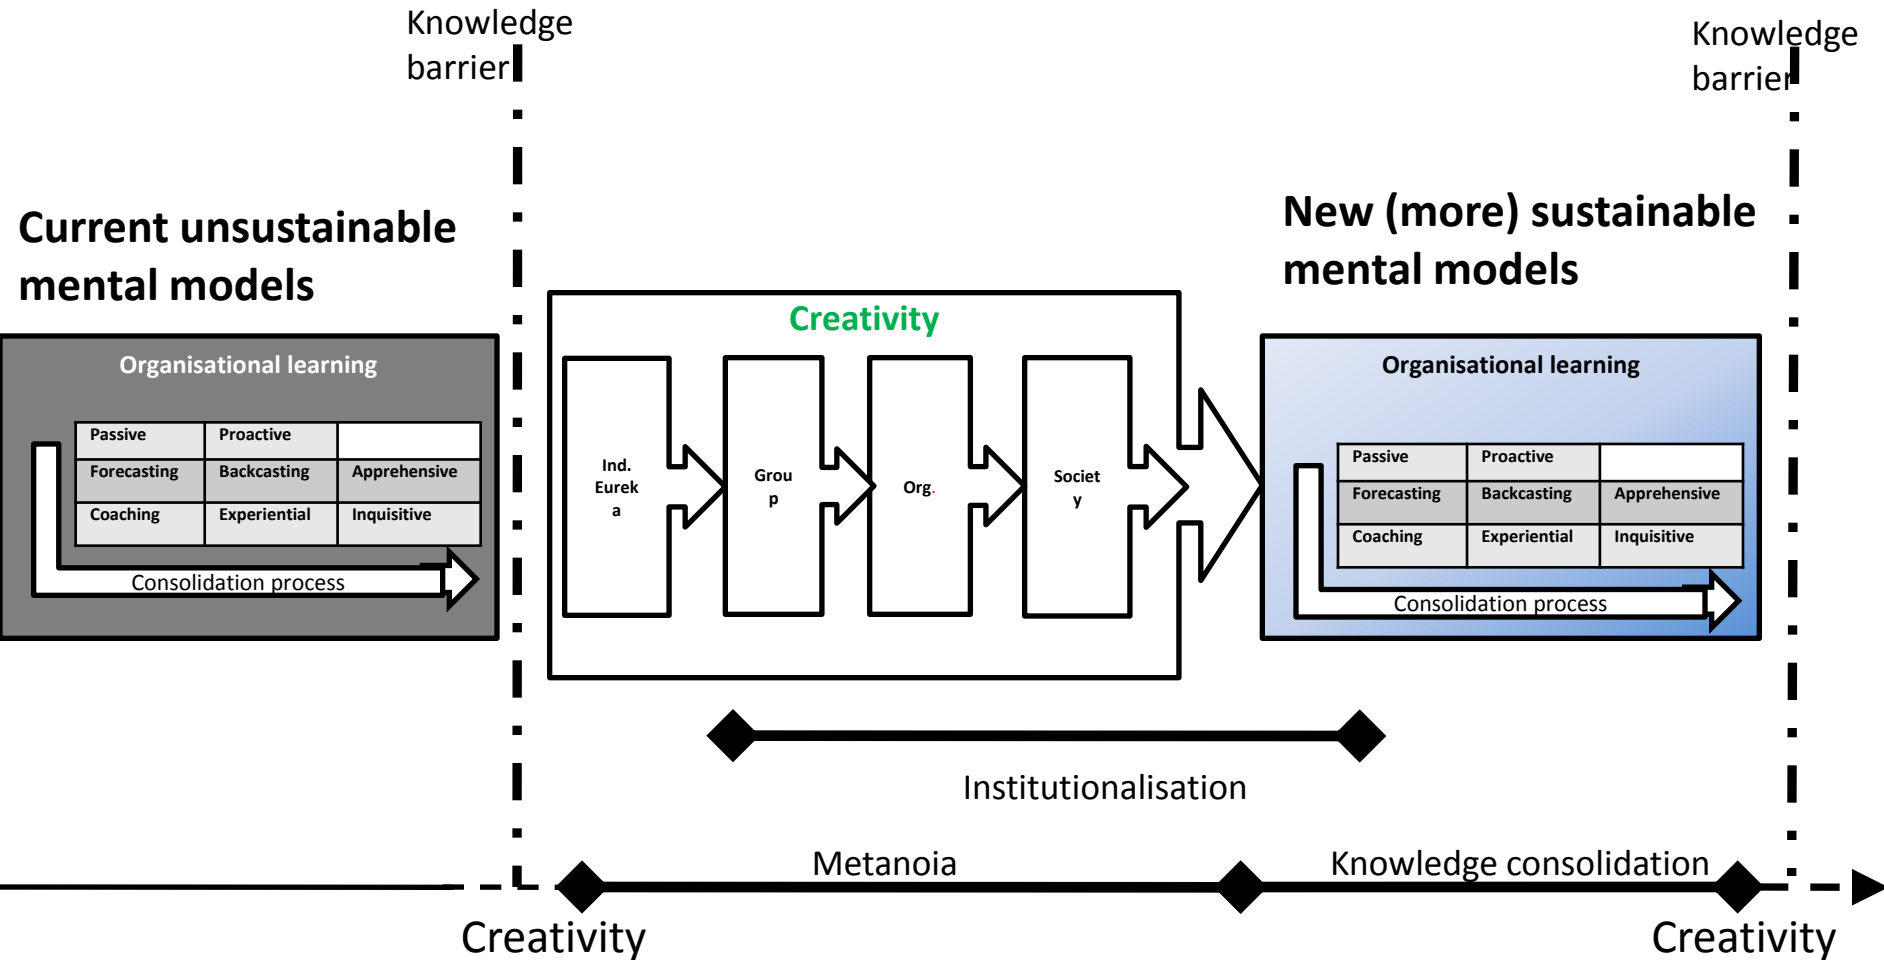 Knowledge
barrier
Knowledge
barrier
Current unsustainable
mental models
New (more) sustainable
mental models
Organisational learning
Passive Proactive
Forecasting Backcasting Apprehensive
Coaching Experiential Inquisitive
Consolidation process
Creativity
Ind.
Eurek
a
Grou
p
Org.
Societ
y
Organisational learning
Passive Proactive
Forecasting Backcasting Apprehensive
Coaching Experiential Inquisitive
Consolidation process
Institutionalisation
Metanoia
Knowledge consolidation
Creativity
Creativity